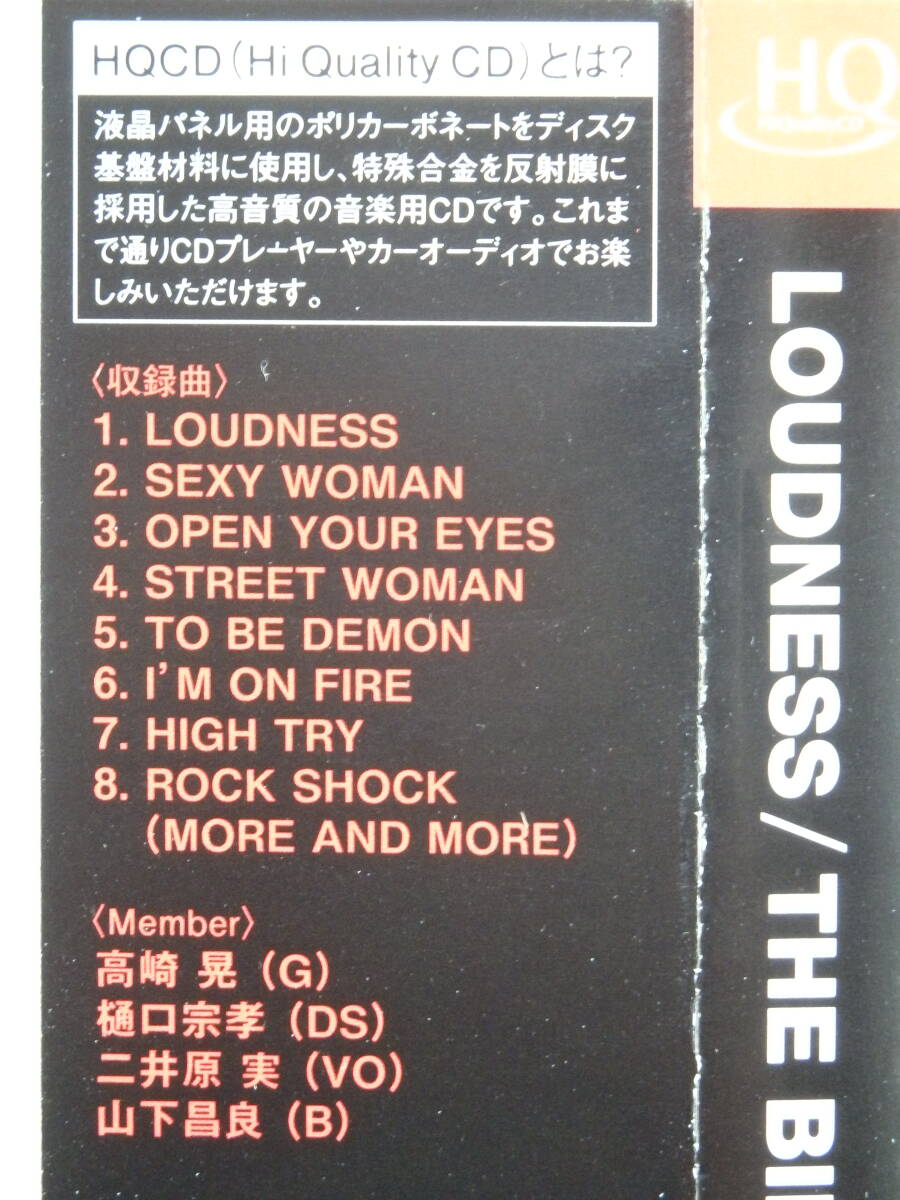 HQCD(Hi Quality CD)とは?
液晶パネル用のポリカーボネートをディスク
基盤材料に使用し、特殊合金を反射膜に
採用した高音質の音楽用CDです。これま
で通りCDプレーヤーやカーオーディオでお楽
しみいただけます。
〈収録曲〉
1. LOUDNESS
2. SEXY WOMAN
3. OPEN YOUR EYES
4. STREET WOMAN
5. TO BE DEMON
6. I'M ON FIRE
7. HIGH TRY
8. ROCK SHOCK
(MORE AND MORE)
〈Member〉
高崎 晃 (G)
樋口宗孝 (DS)
二井原 実 (VO)
山下昌良 (B)
HQ
LOUDNESS/THE BI